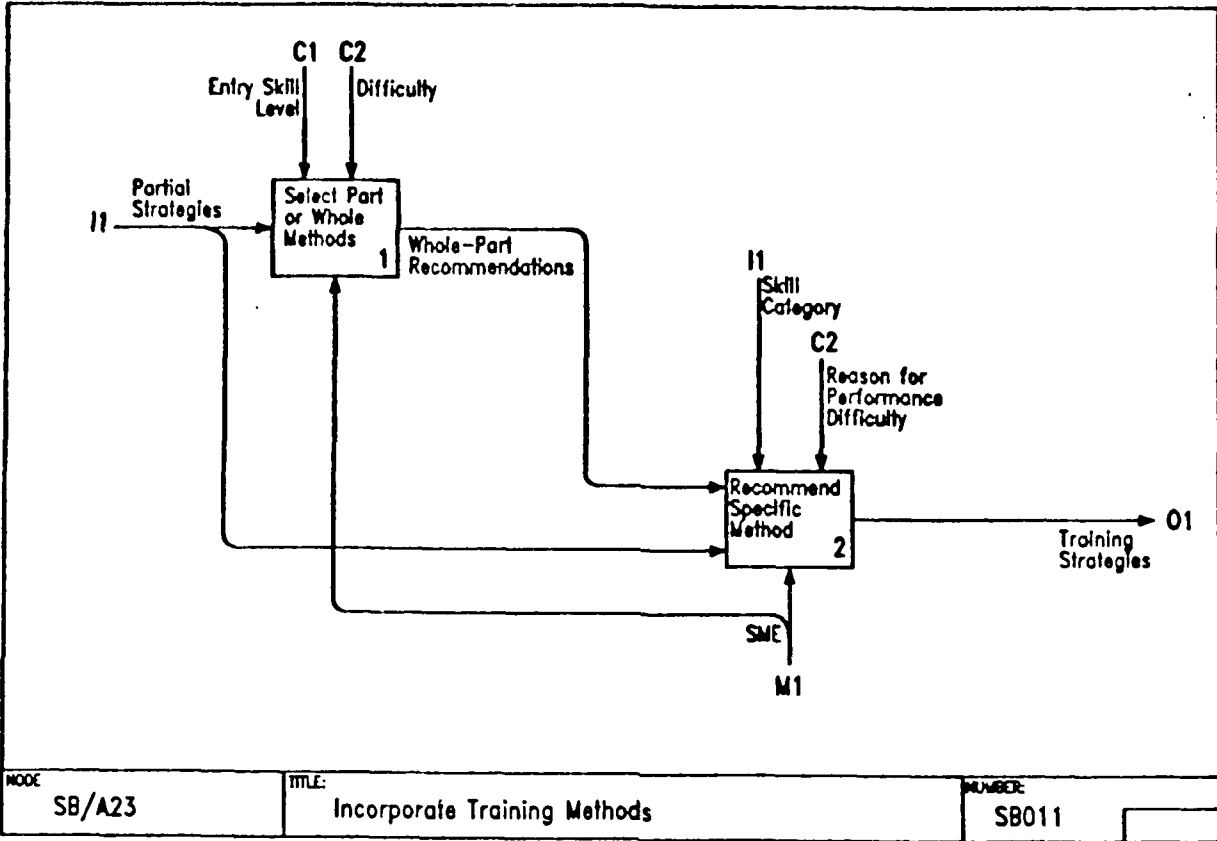 C1 C2
Entry Skill
Level
Difficulty
Partial
Strategies
I1
Select Part
or Whole
Methods
1
Whole-Part
Recommendations
I1
Skill
Category
C2
Reason for
Performance
Difficulty
Recommend
Specific
Method
2
O1
Training
Strategies
SME
M1
NODE
SB/A23
TITLE:
Incorporate Training Methods
NUMBER:
SB011